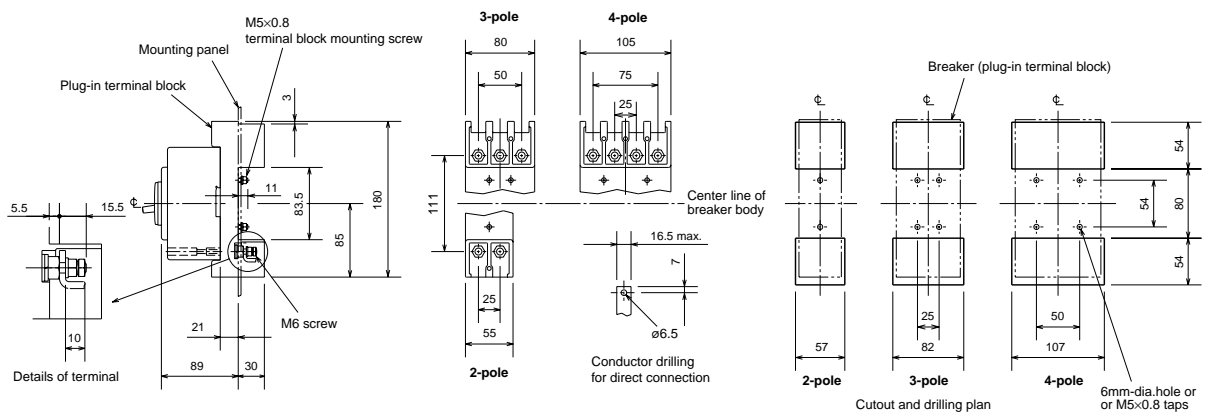 M5×0.8
terminal block mounting screw
Mounting panel
Plug-in terminal block
3
11
83.5
180
85
5.5
15.5
℄
10
M6 screw
21
89
30
Details of terminal
3-pole
80
50
4-pole
105
75
25
111
Center line of
breaker body
16.5 max.
7
ø6.5
25
55
2-pole
Conductor drilling
for direct connection
Breaker (plug-in terminal block)
℄
℄
℄
54
54
80
54
25
50
57
82
107
2-pole
3-pole
4-pole
6mm-dia.hole or
or M5×0.8 taps
Cutout and drilling plan